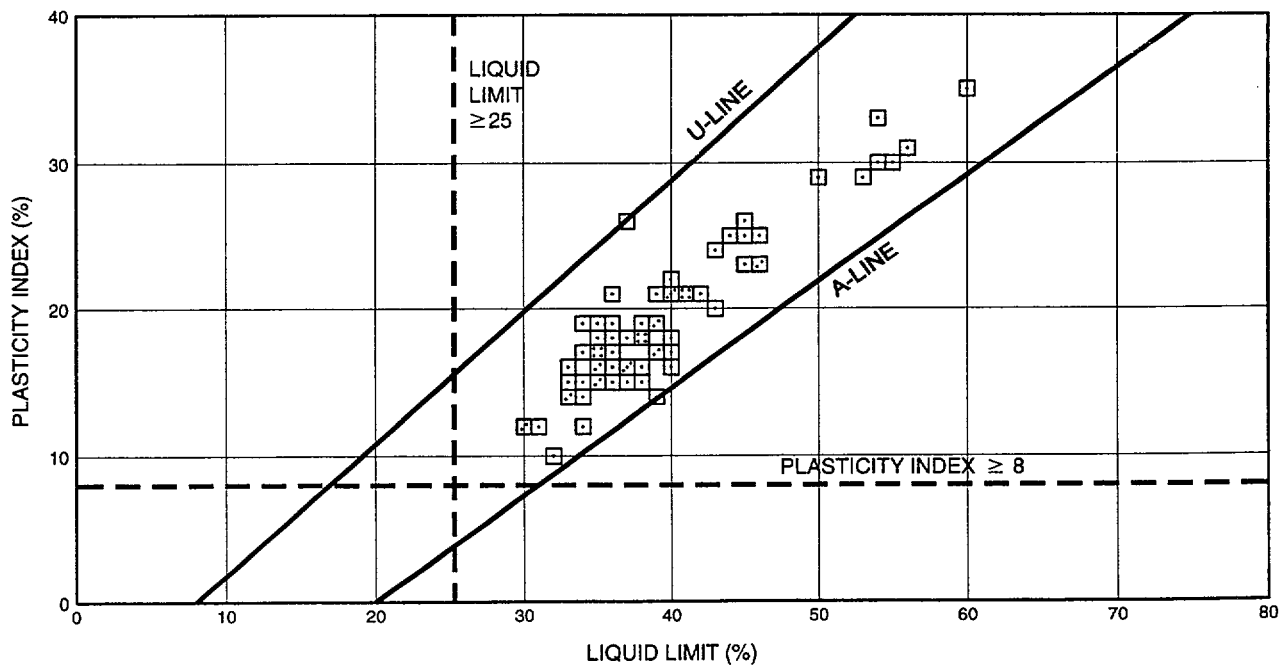 40
LIQUID
LIMIT
≥25
U-LINE
30
PLASTICITY INDEX (%)
20
A-LINE
10
PLASTICITY INDEX ≥ 8
0
0 10 20 30 40 50 60 70 80
LIQUID LIMIT (%)